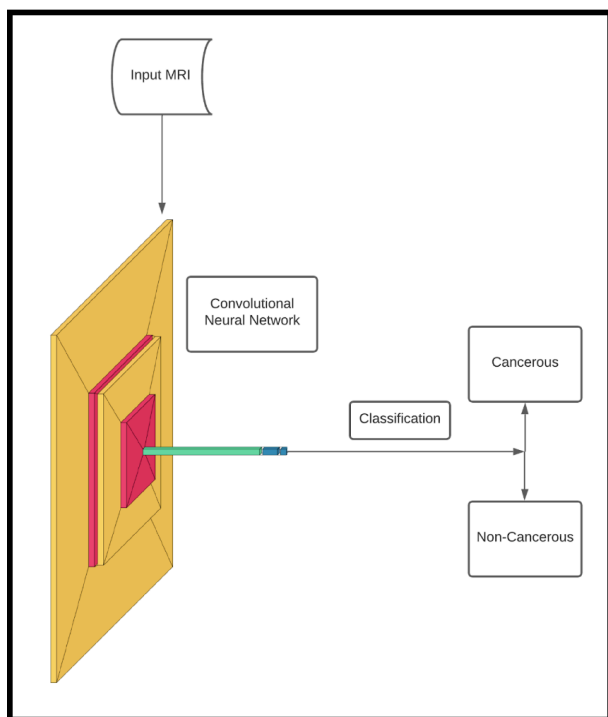 Input MRI
Convolutional
Neural Network
Cancerous
Classification
Non-Cancerous